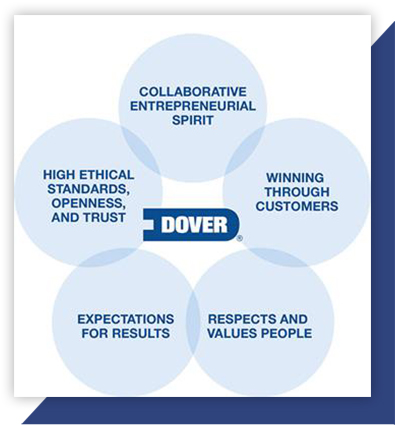 COLLABORATIVE
ENTREPRENEURIAL
SPIRIT
HIGH ETHICAL
STANDARDS,
OPENNESS,
AND TRUST
WINNING
THROUGH
CUSTOMERS
DOVER®
EXPECTATIONS
FOR RESULTS
RESPECTS AND
VALUES PEOPLE